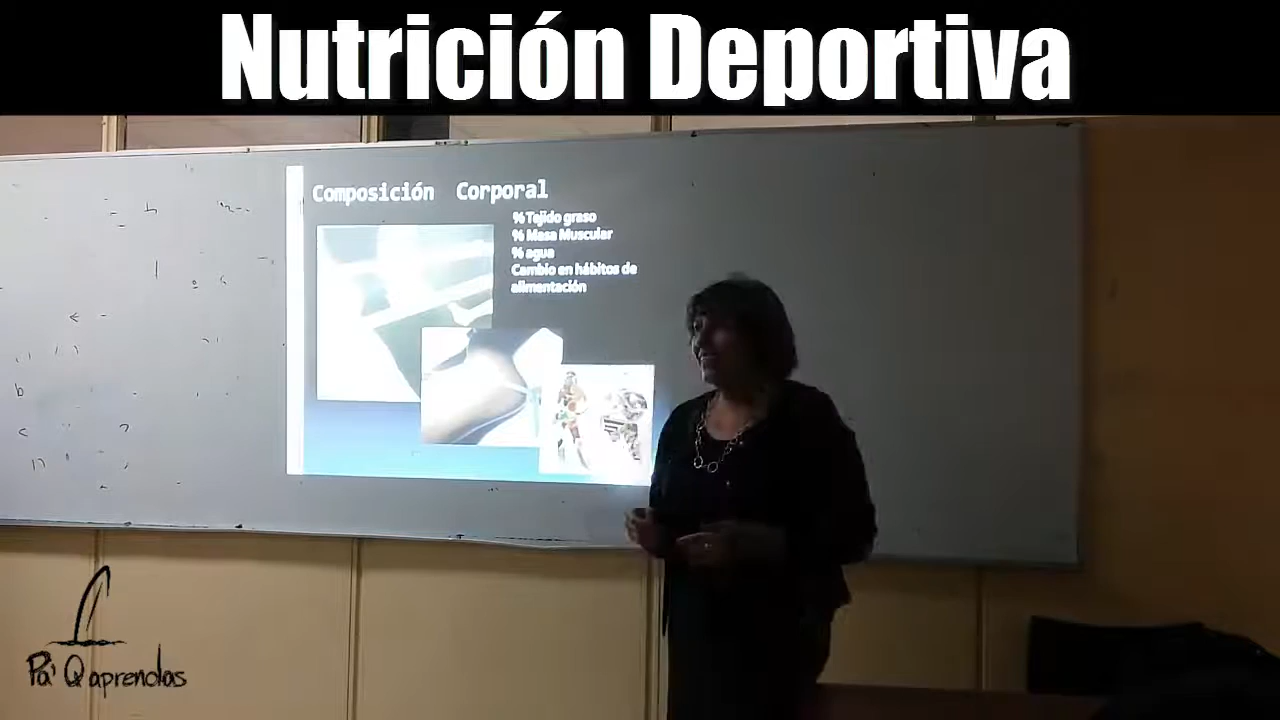 Nutrición Deportiva
Composición Corporal
% Tejido graso
% Masa Muscular
% agua
Cambio en hábitos de
alimentación
Pa' Q aprendas